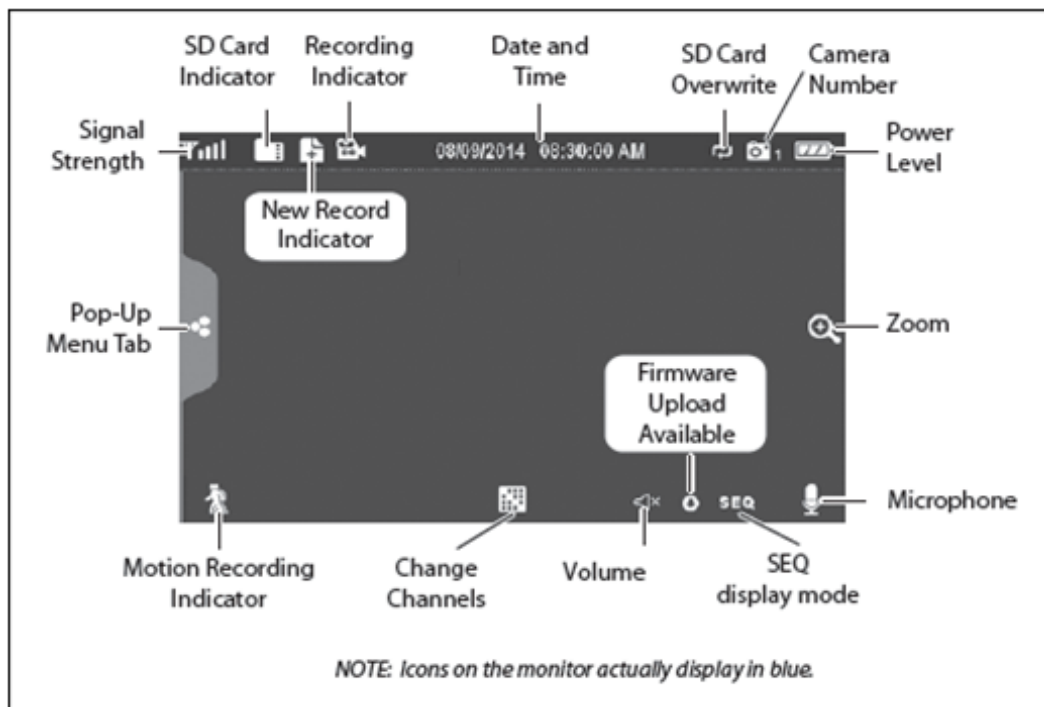 SD Card
Indicator
Recording
Indicator
Date and
Time
SD Card
Overwrite
Camera
Number
Signal
Strength
08/09/2014 08:30:00 AM
1
Power
Level
New Record
Indicator
Pop-Up
Menu Tab
Zoom
Firmware
Upload
Available
SEQ
Microphone
Motion Recording
Indicator
Change
Channels
Volume
SEQ
display mode
NOTE: Icons on the monitor actually display in blue.